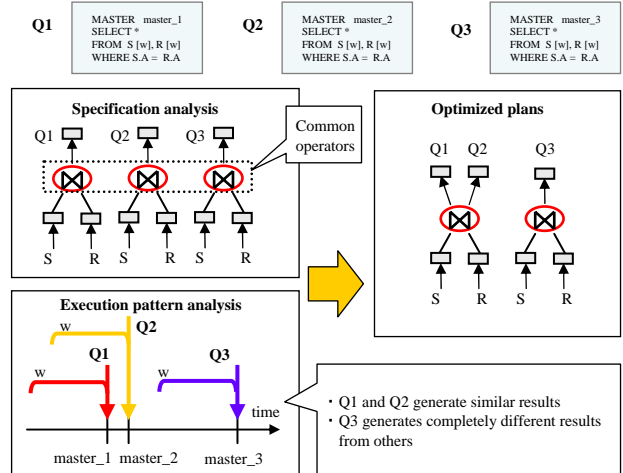 Q1
MASTER master_1
SELECT *
FROM S [w], R [w]
WHERE S.A = R.A
Q2
MASTER master_2
SELECT *
FROM S [w], R [w]
WHERE S.A = R.A
Q3
MASTER master_3
SELECT *
FROM S [w], R [w]
WHERE S.A = R.A
Specification analysis
Q1 Q2 Q3
S R S R S R
Common
operators
Optimized plans
Q1 Q2 Q3
S R S R
Execution pattern analysis
w Q2
w Q1 w Q3
time
master_1 master_2 master_3
・Q1 and Q2 generate similar results
・Q3 generates completely different results
from others